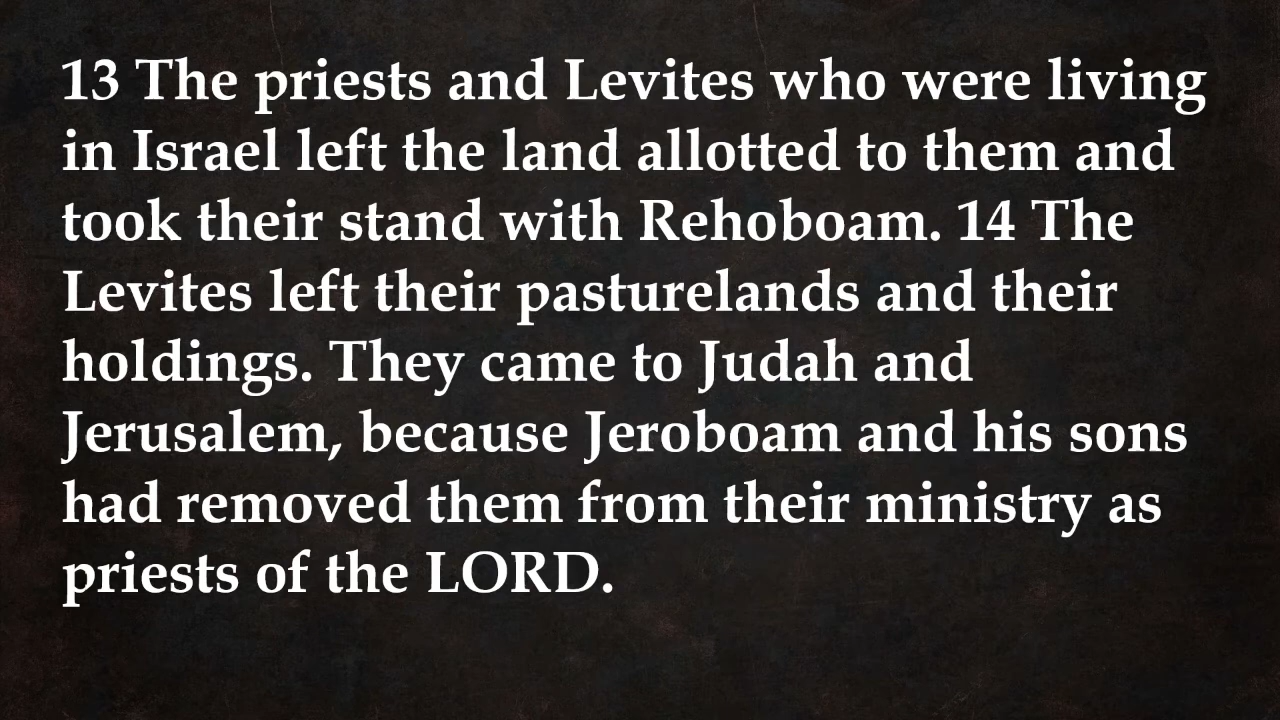 13 The priests and Levites who were living
in Israel left the land allotted to them and
took their stand with Rehoboam. 14 The
Levites left their pasturelands and their
holdings. They came to Judah and
Jerusalem, because Jeroboam and his sons
had removed them from their ministry as
priests of the LORD.